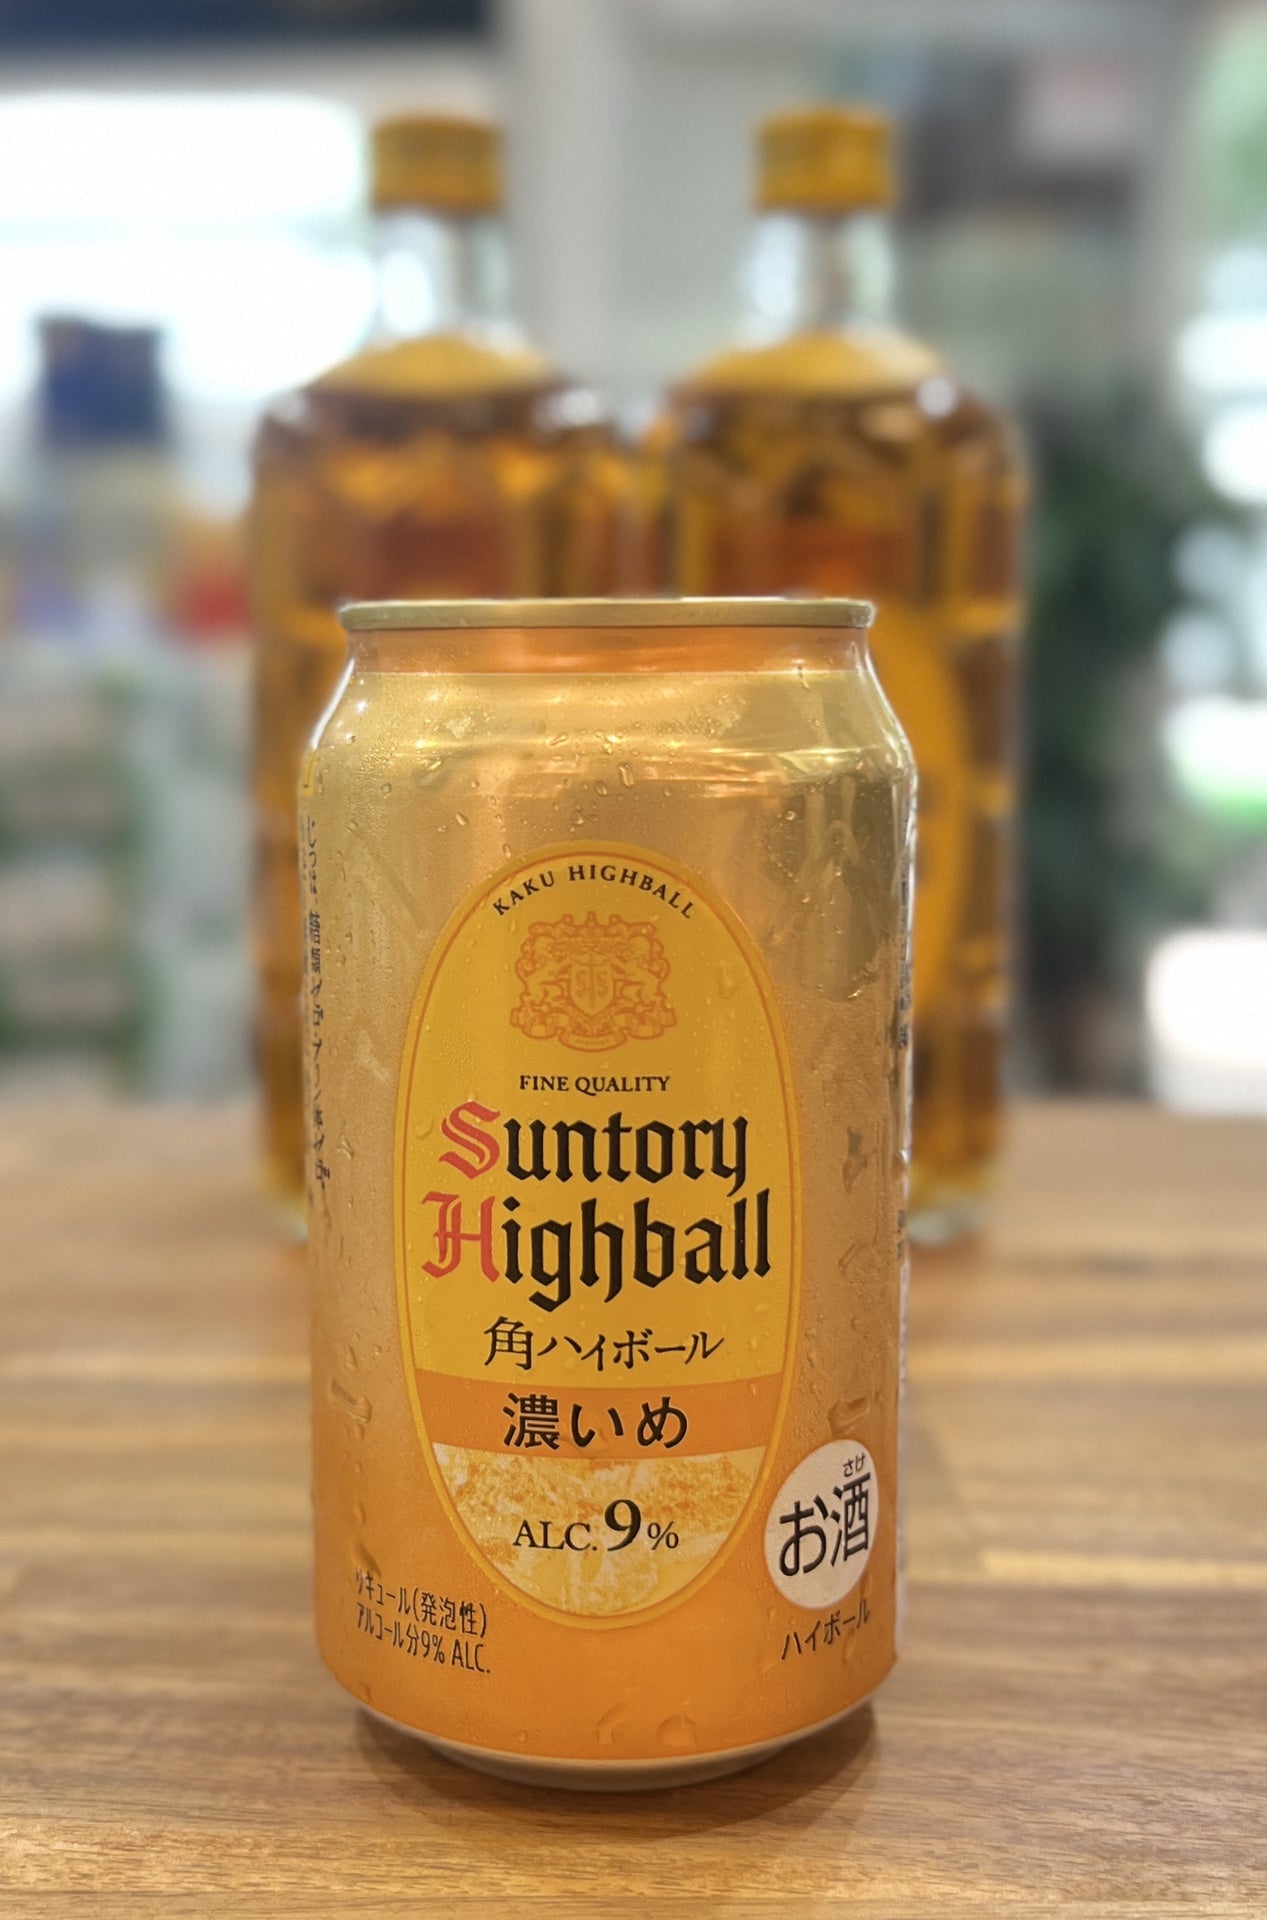 KAKU HIGHBALL
FINE QUALITY
Suntory
Highball
角ハイボール
濃いめ
ALC.9%
さけ
お酒
ハイボール
リキュール(発泡性)
アルコール分9% ALC.